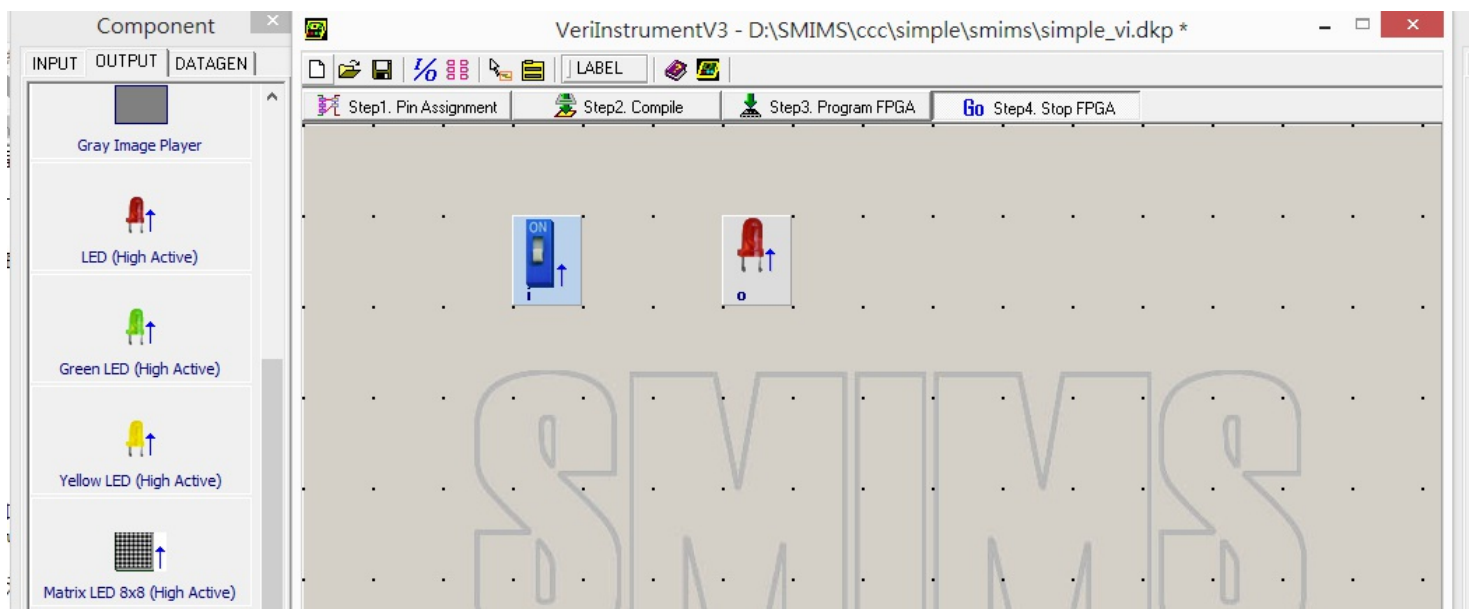 Component
INPUT OUTPUT DATAGEN
Gray Image Player
LED (High Active)
Green LED (High Active)
Yellow LED (High Active)
Matrix LED 8x8 (High Active)
VeriInstrumentV3 - D:\SMIMS\ccc\simple\smims\simple_vi.dkp *
I/O LABEL
Step1. Pin Assignment Step2. Compile Step3. Program FPGA Go Step4. Stop FPGA
ON
i o
SMIMS